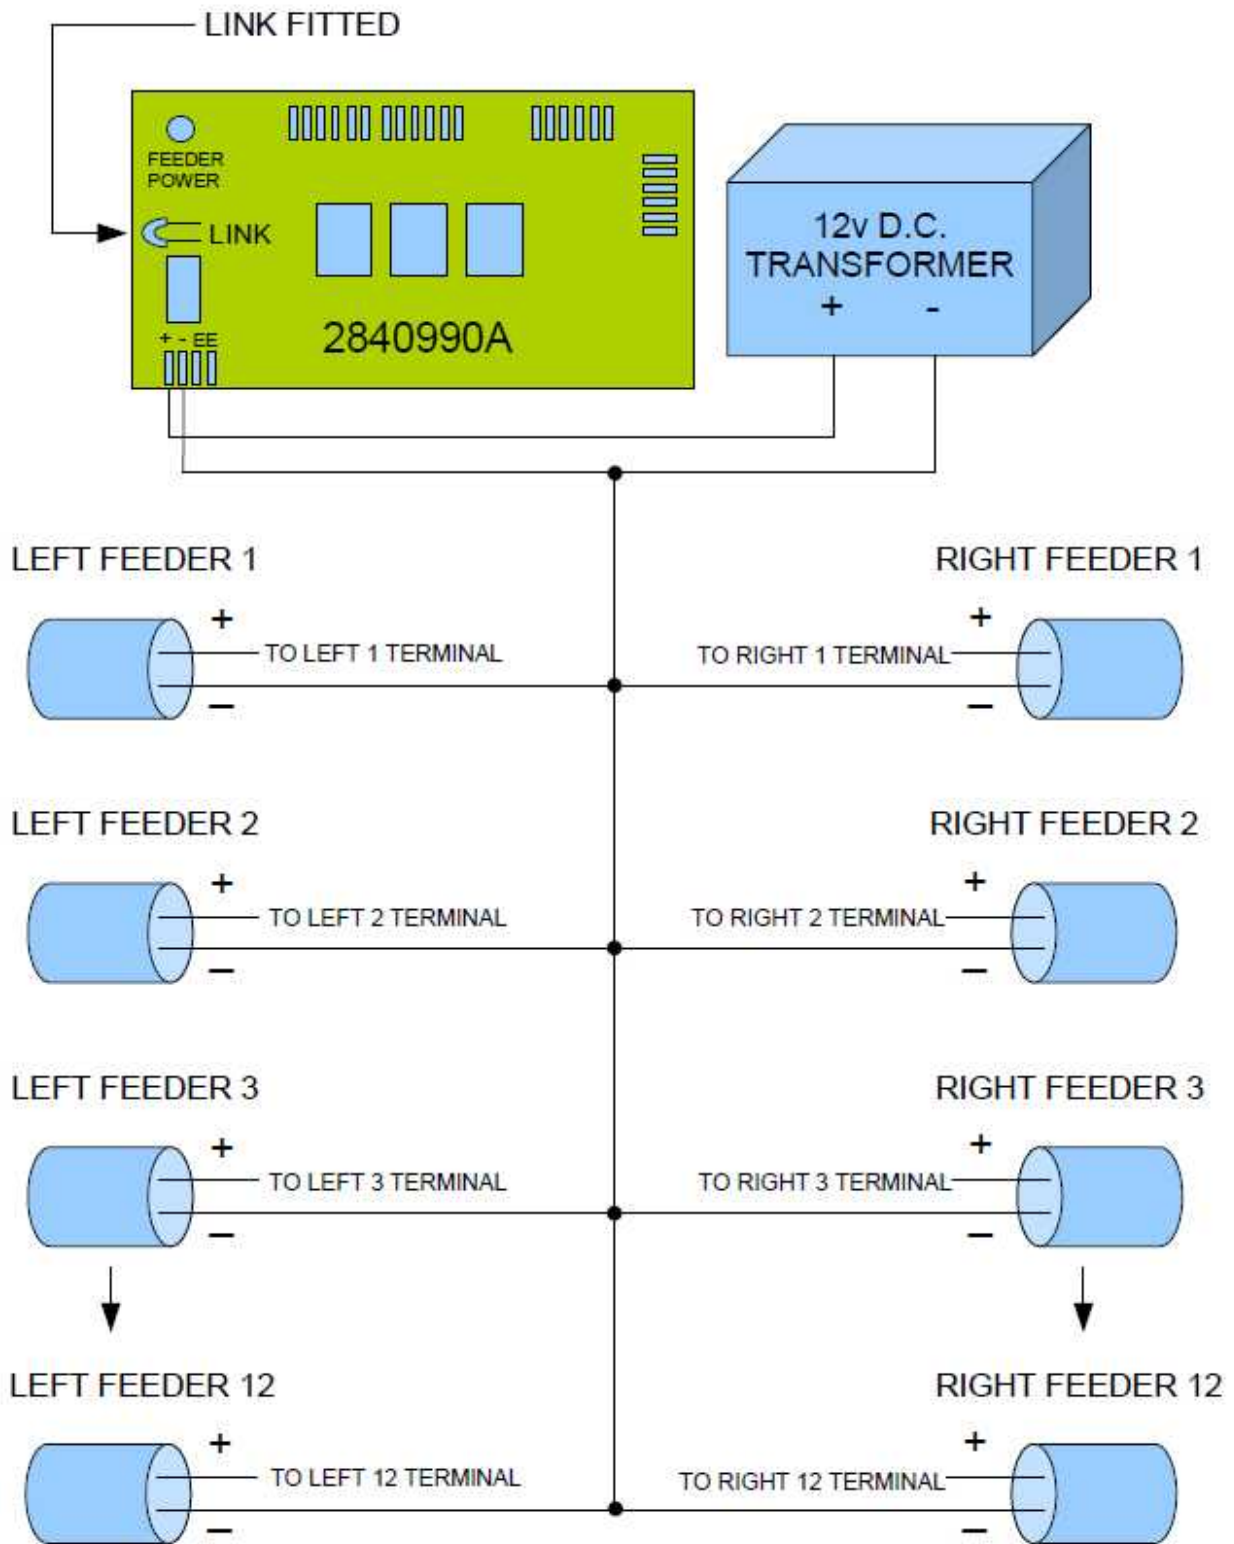 LINK FITTED
FEEDER
POWER
LINK
+ - EE
2840990A
12v D.C.
TRANSFORMER
+ -
LEFT FEEDER 1
RIGHT FEEDER 1
+
+
TO LEFT 1 TERMINAL
TO RIGHT 1 TERMINAL
−
−
LEFT FEEDER 2
RIGHT FEEDER 2
+
+
TO LEFT 2 TERMINAL
TO RIGHT 2 TERMINAL
−
−
LEFT FEEDER 3
RIGHT FEEDER 3
+
+
TO LEFT 3 TERMINAL
TO RIGHT 3 TERMINAL
−
−
LEFT FEEDER 12
RIGHT FEEDER 12
+
+
TO LEFT 12 TERMINAL
TO RIGHT 12 TERMINAL
−
−